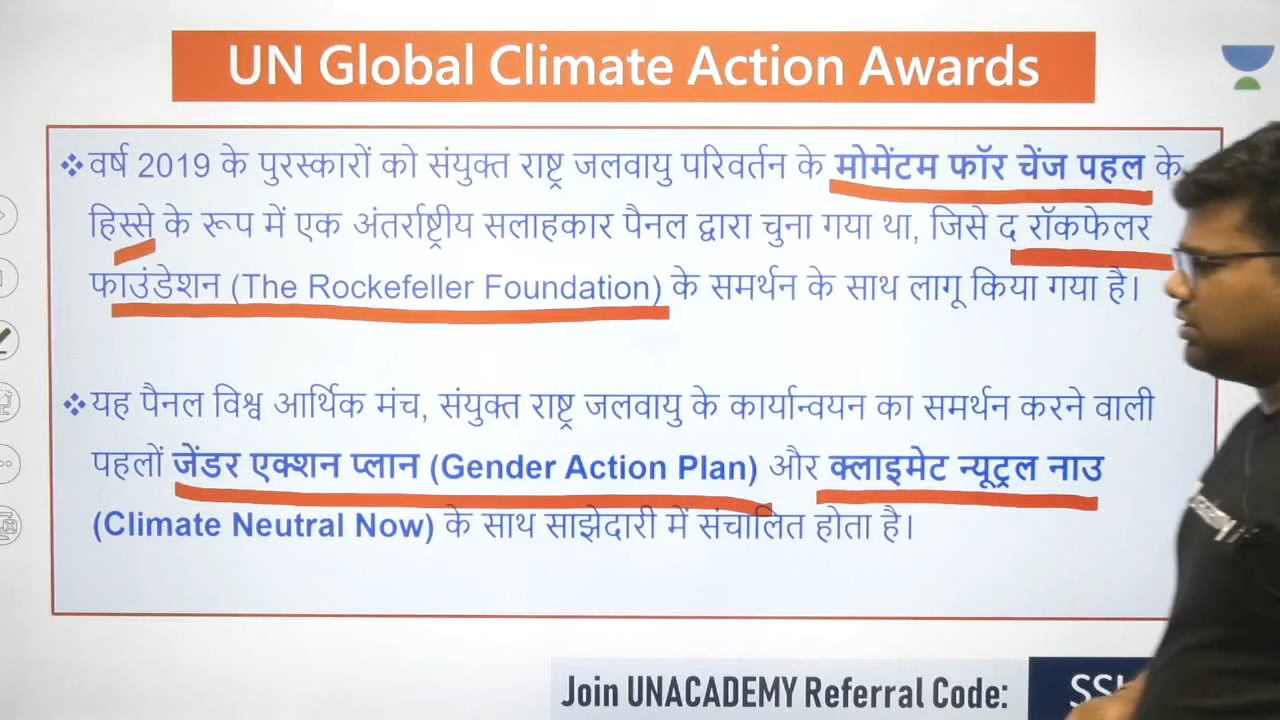 UN Global Climate Action Awards
❖ वर्ष 2019 के पुरस्कारों को संयुक्त राष्ट्र जलवायु परिवर्तन के मोमेंटम फॉर चेंज पहल के
हिस्से के रूप में एक अंतर्राष्ट्रीय सलाहकार पैनल द्वारा चुना गया था, जिसे द रॉकफेलर
फाउंडेशन (The Rockefeller Foundation) के समर्थन के साथ लागू किया गया है।
❖ यह पैनल विश्व आर्थिक मंच, संयुक्त राष्ट्र जलवायु के कार्यान्वयन का समर्थन करने वाली
पहलों जेंडर एक्शन प्लान (Gender Action Plan) और क्लाइमेट न्यूट्रल नाउ
(Climate Neutral Now) के साथ साझेदारी में संचालित होता है।
Join UNACADEMY Referral Code: